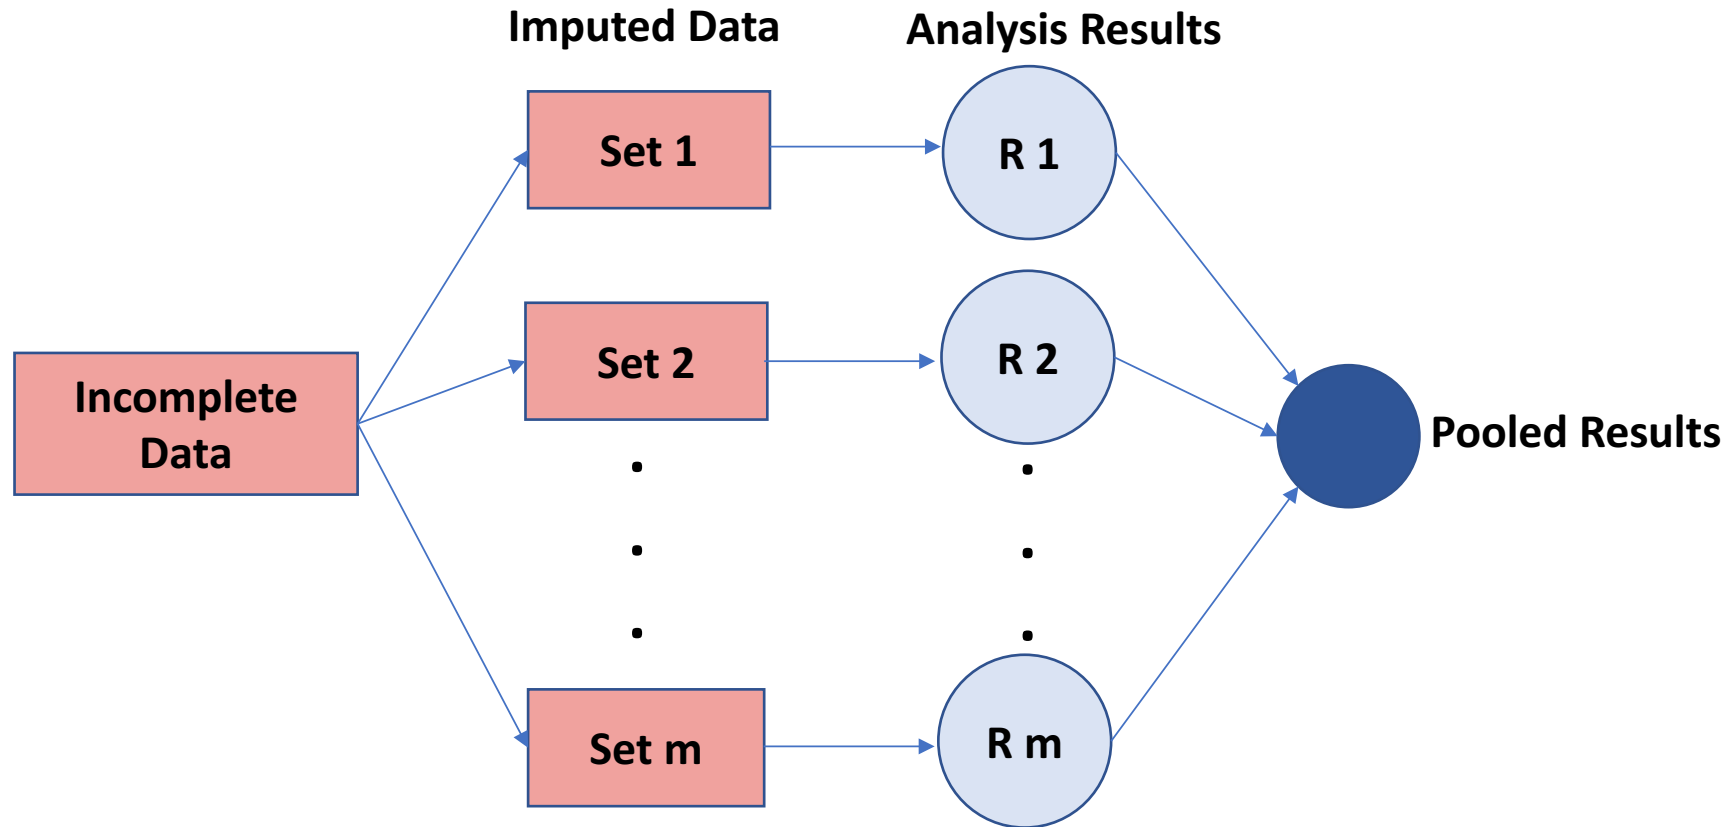 Imputed Data
Analysis Results
Set 1
R 1
Set 2
R 2
Incomplete
Data
Pooled Results
Set m
R m